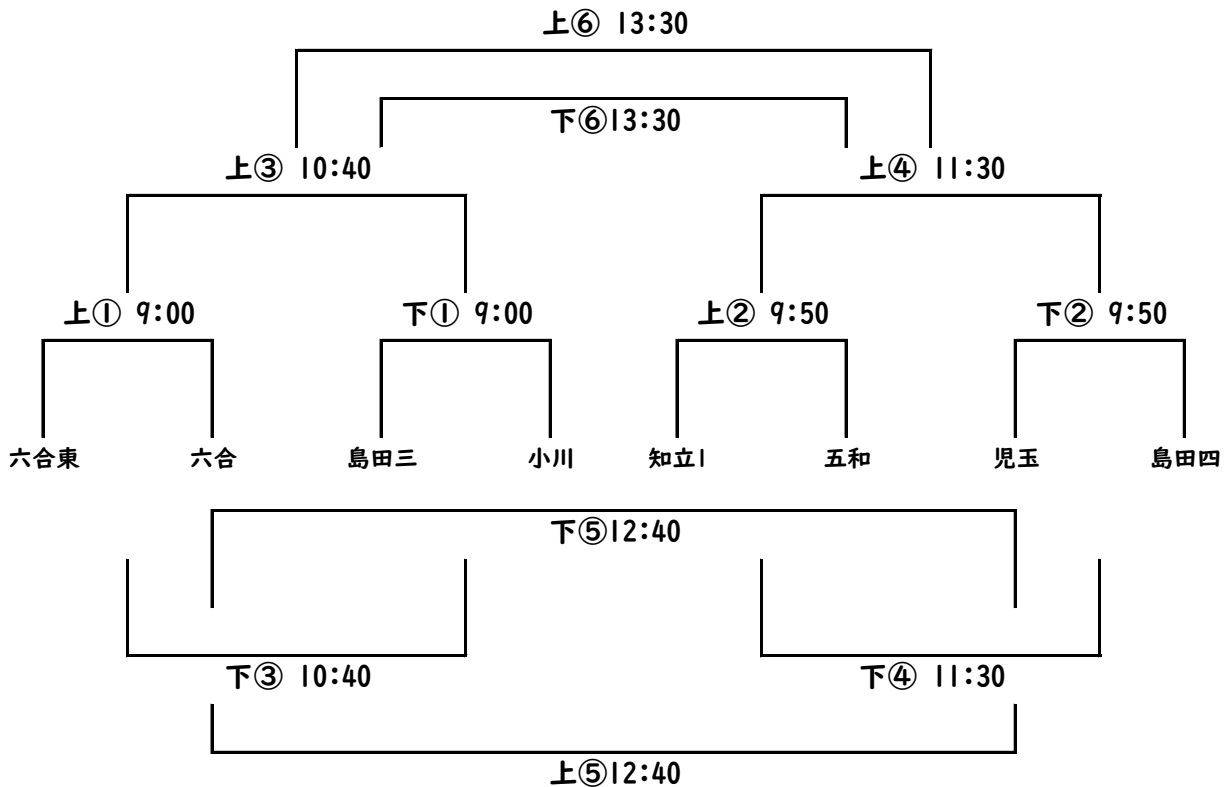 上⑥ 13:30
下⑥13:30
上③ 10:40
上④ 11:30
上① 9:00
下① 9:00
上② 9:50
下② 9:50
六合東
六合
島田三
小川
知立1
五和
児玉
島田四
下⑤12:40
下③ 10:40
下④ 11:30
上⑤12:40